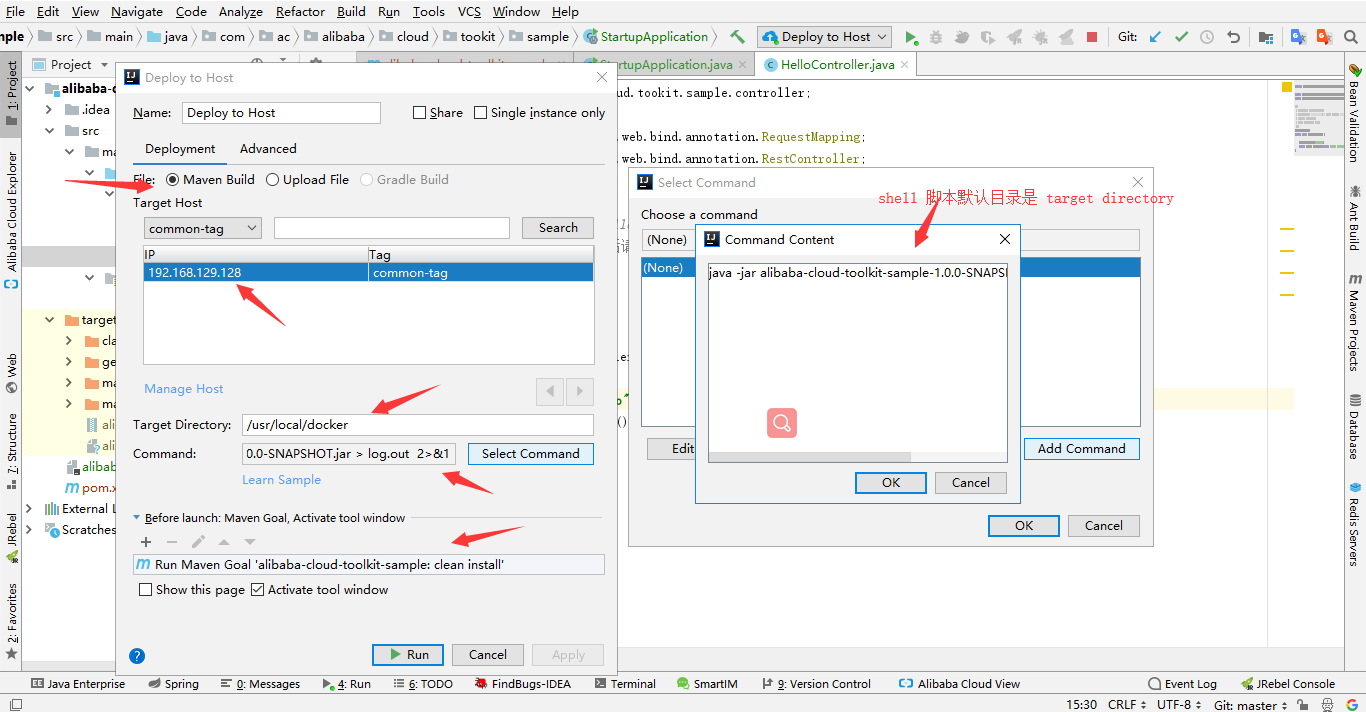 File Edit View Navigate Code Analyze Refactor Build Run Tools VCS Window Help
src main java com ac alibaba cloud tookit sample StartupApplication Deploy to Host Git:
Project
StartupApplication.java HelloController.java
1: Project
Alibaba Cloud Explorer
Web
7: Structure
JRebel
2: Favorites
.idea
src
target
pom.x
External L
Scratches
Deploy to Host
Name: Deploy to Host Share Single instance only
Deployment Advanced
File: Maven Build Upload File Gradle Build
Target Host
common-tag Search
IP Tag
192.168.129.128 common-tag
Manage Host
Target Directory: /usr/local/docker
Command: 0.0-SNAPSHOT.jar > log.out 2>&1 Select Command
Learn Sample
Before launch: Maven Goal, Activate tool window
Run Maven Goal 'alibaba-cloud-toolkit-sample: clean install'
Show this page Activate tool window
Run Cancel Apply
ud.tookit.sample.controller;
web.bind.annotation.RequestMapping;
web.bind.annotation.RestController;
Select Command
shell 脚本默认目录是 target directory
Choose a command
(None)
(None)
Command Content
java -jar alibaba-cloud-toolkit-sample-1.0.0-SNAPSH
OK Cancel
Edit Add Command
OK Cancel
Bean Validation
Ant Build
Maven Projects
Database
Redis Servers
Java Enterprise Spring 0: Messages 4: Run 6: TODO FindBugs-IDEA Terminal SmartIM 9: Version Control Alibaba Cloud View Event Log JRebel Console
15:30 CRLF UTF-8 Git: master